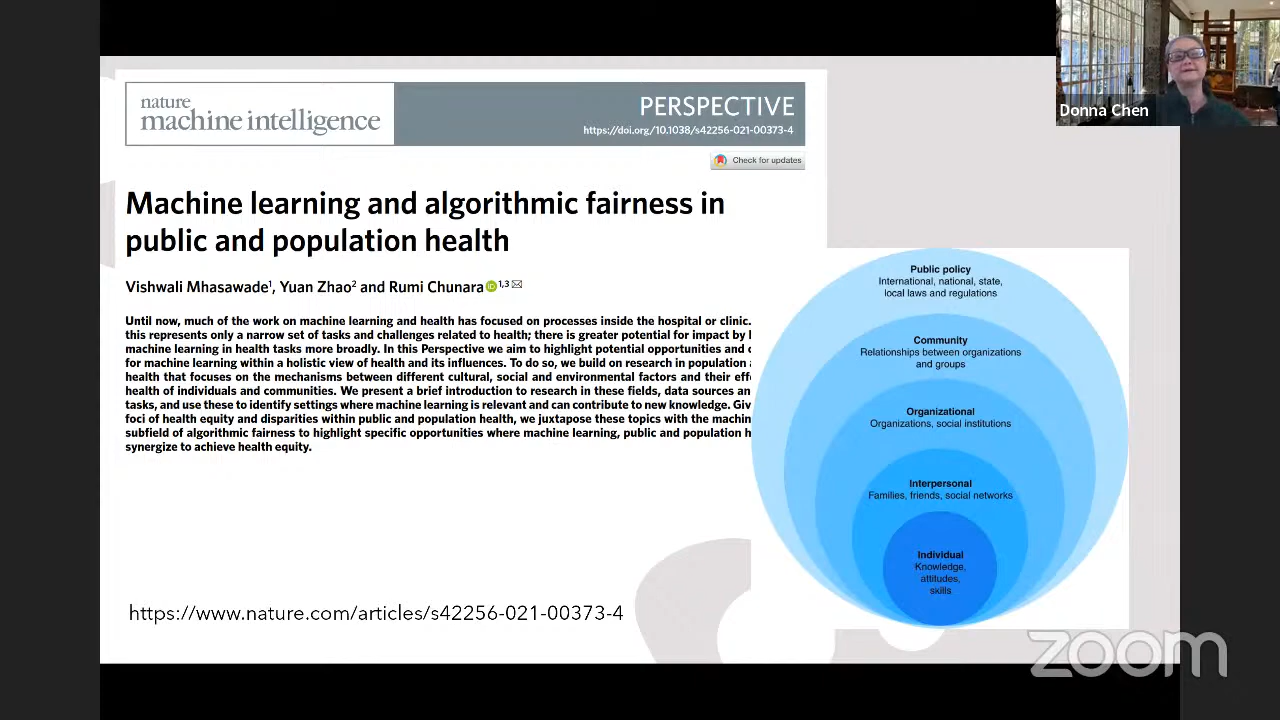 nature
machine intelligence
PERSPECTIVE
https://doi.org/10.1038/s42256-021-00373-4
Check for updates
Machine learning and algorithmic fairness in
public and population health
Vishwali Mhasawade1, Yuan Zhao2 and Rumi Chunara iD 1,3
Until now, much of the work on machine learning and health has focused on processes inside the hospital or clinic.
this represents only a narrow set of tasks and challenges related to health; there is greater potential for impact by
machine learning in health tasks more broadly. In this Perspective we aim to highlight potential opportunities and
for machine learning within a holistic view of health and its influences. To do so, we build on research in population
health that focuses on the mechanisms between different cultural, social and environmental factors and their
health of individuals and communities. We present a brief introduction to research in these fields, data sources
tasks, and use these to identify settings where machine learning is relevant and can contribute to new knowledge.
foci of health equity and disparities within public and population health, we juxtapose these topics with the
subfield of algorithmic fairness to highlight specific opportunities where machine learning, public and population
synergize to achieve health equity.
https://www.nature.com/articles/s42256-021-00373-4
Public policy
International, national, state,
local laws and regulations
Community
Relationships between organizations
and groups
Organizational
Organizations, social institutions
Interpersonal
Families, friends, social networks
Individual
Knowledge,
attitudes,
skills
Donna Chen
zoom